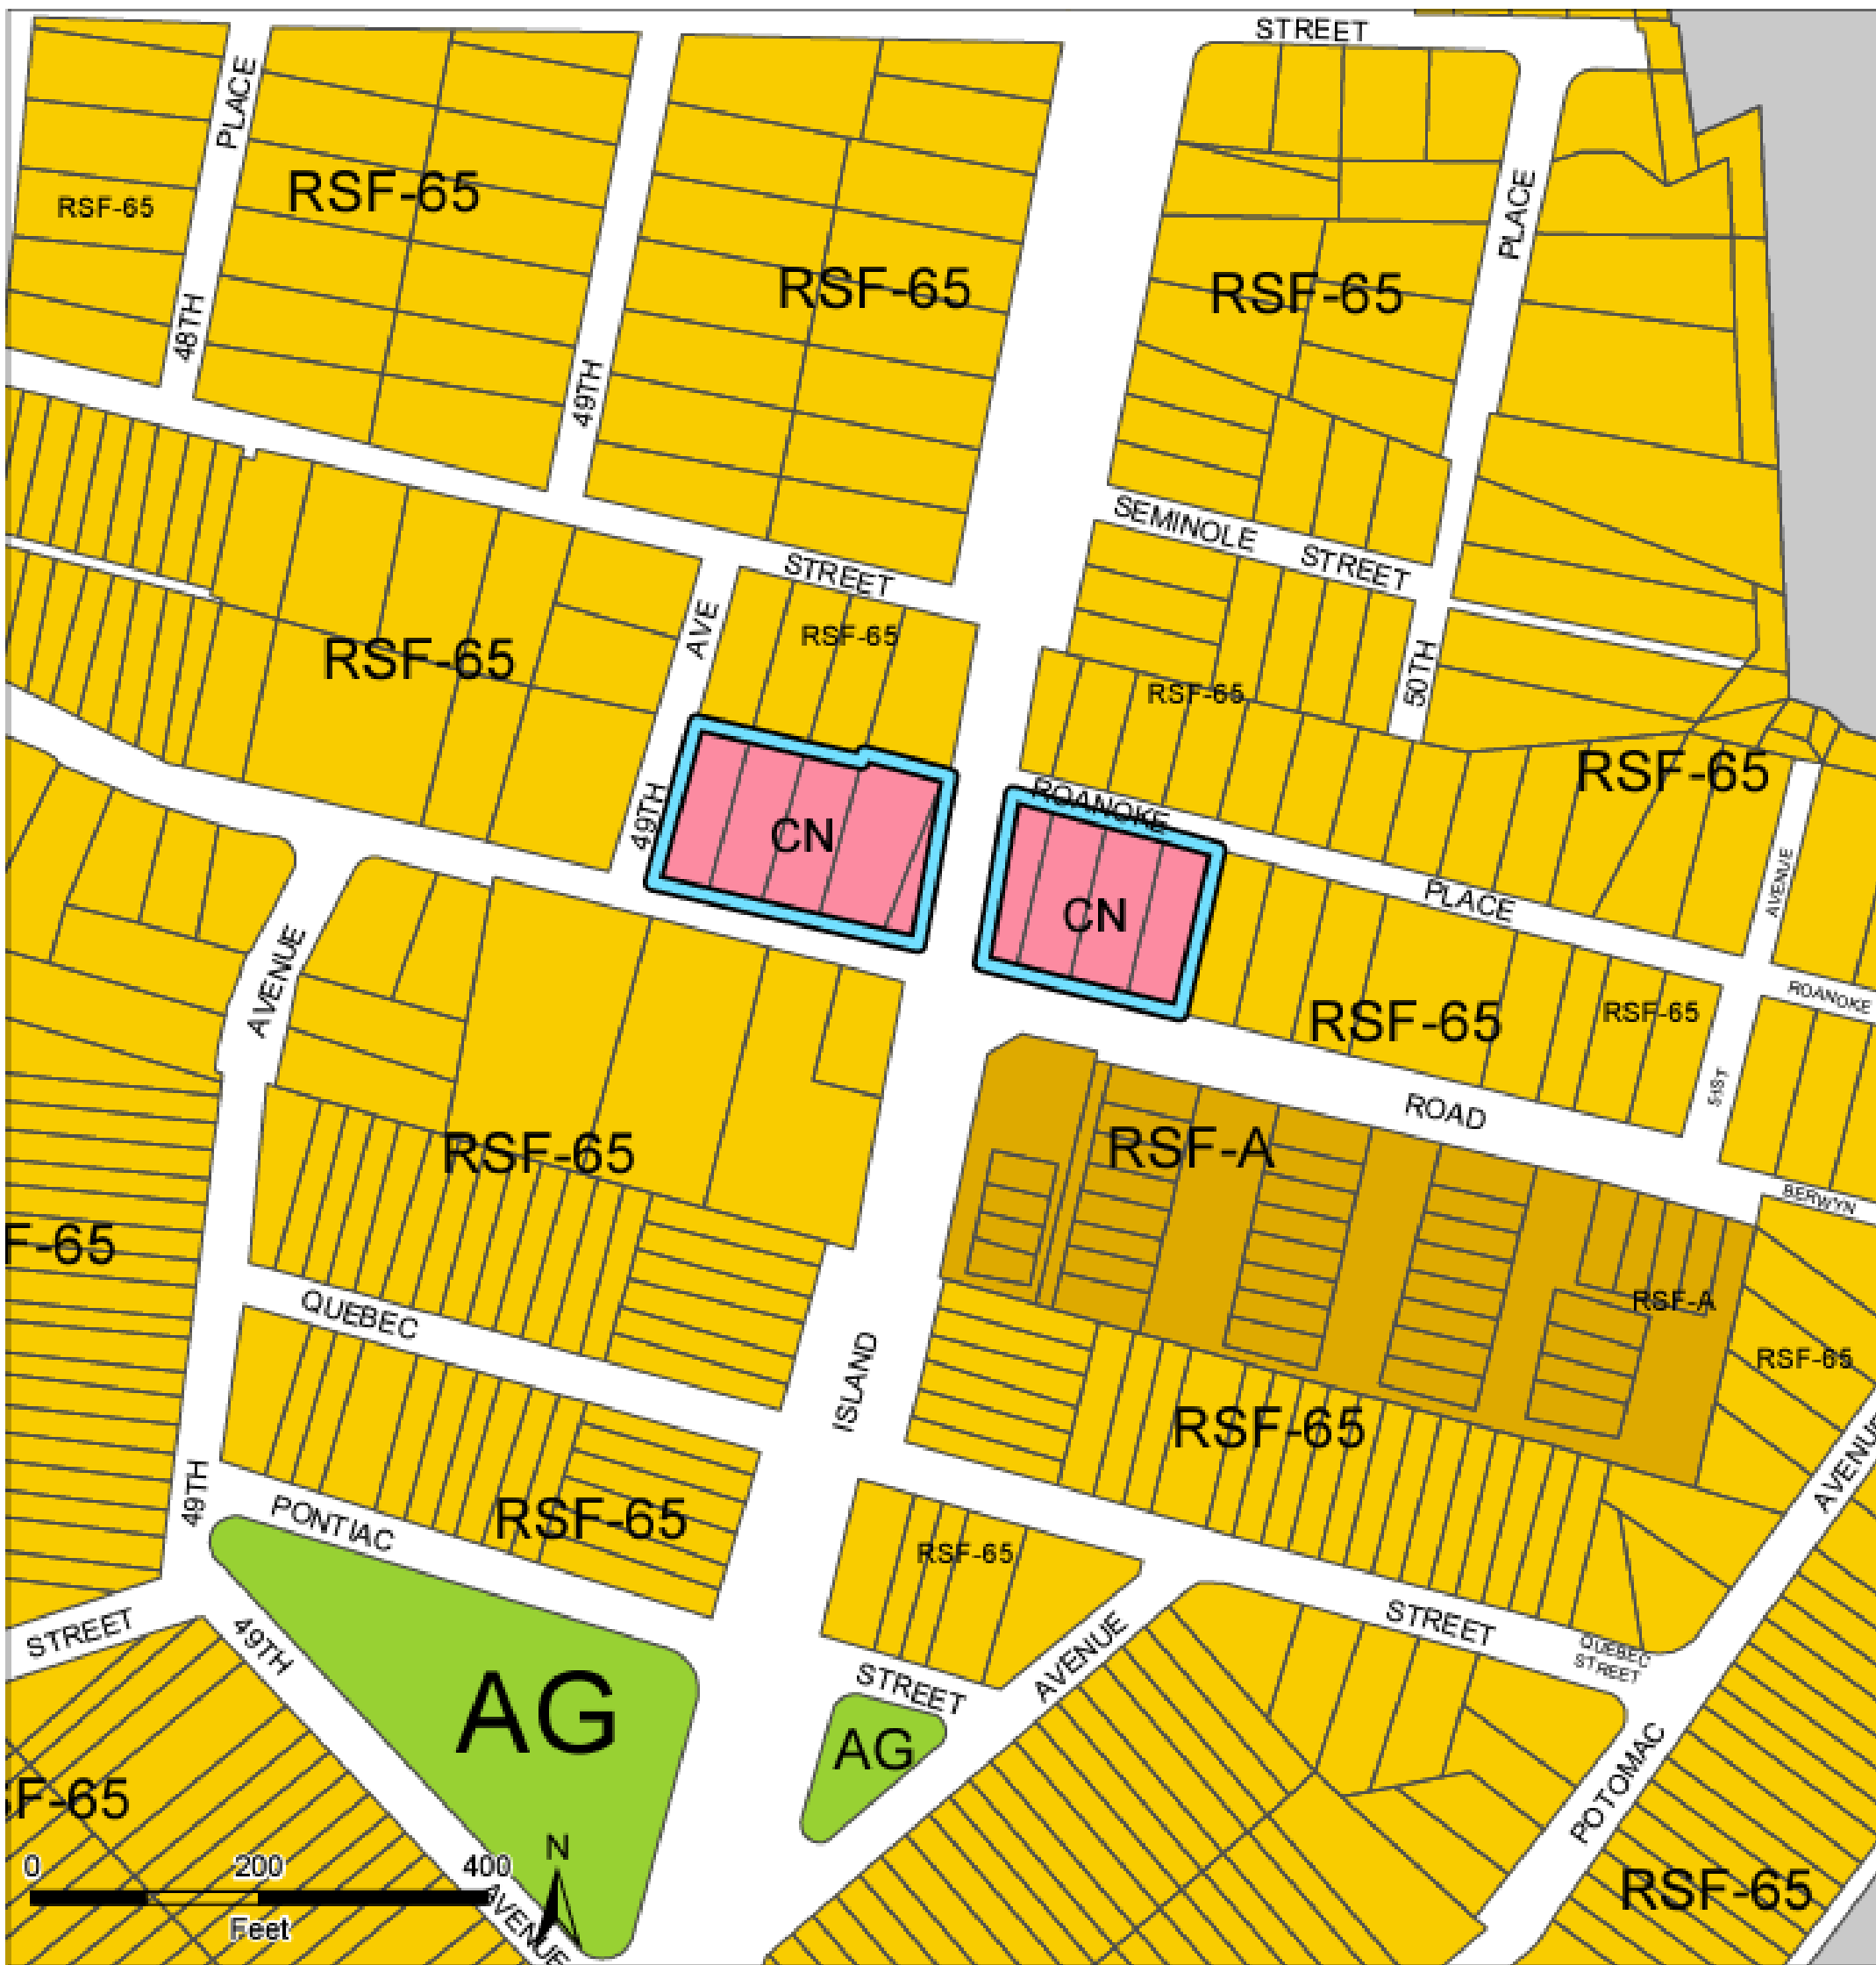 STREET
PLACE
RSF-65
RSF-65
48TH
49TH
RSF-65
RSF-65
PLACE
SEMINOLE STREET
STREET
RSF-65
AVE
RSF-65
RSF-65
50TH
RSF-65
49TH
CN
ROANOKE
CN
PLACE
AVENUE
AVENUE
RSF-65
RSF-65
ROANOKE
51ST
ROAD
RSF-65
RSF-A
BERWYN
F-65
RSF-A
QUEBEC
ISLAND
RSF-65
RSF-65
49TH
PONTIAC
RSF-65
RSF-65
AVENUE
STREET
49TH
STREET
QUEBEC
STREET
AG
STREET
AVENUE
AG
POTOMAC
SF-65
RSF-65
0 200 400
Feet
N
AVENUE